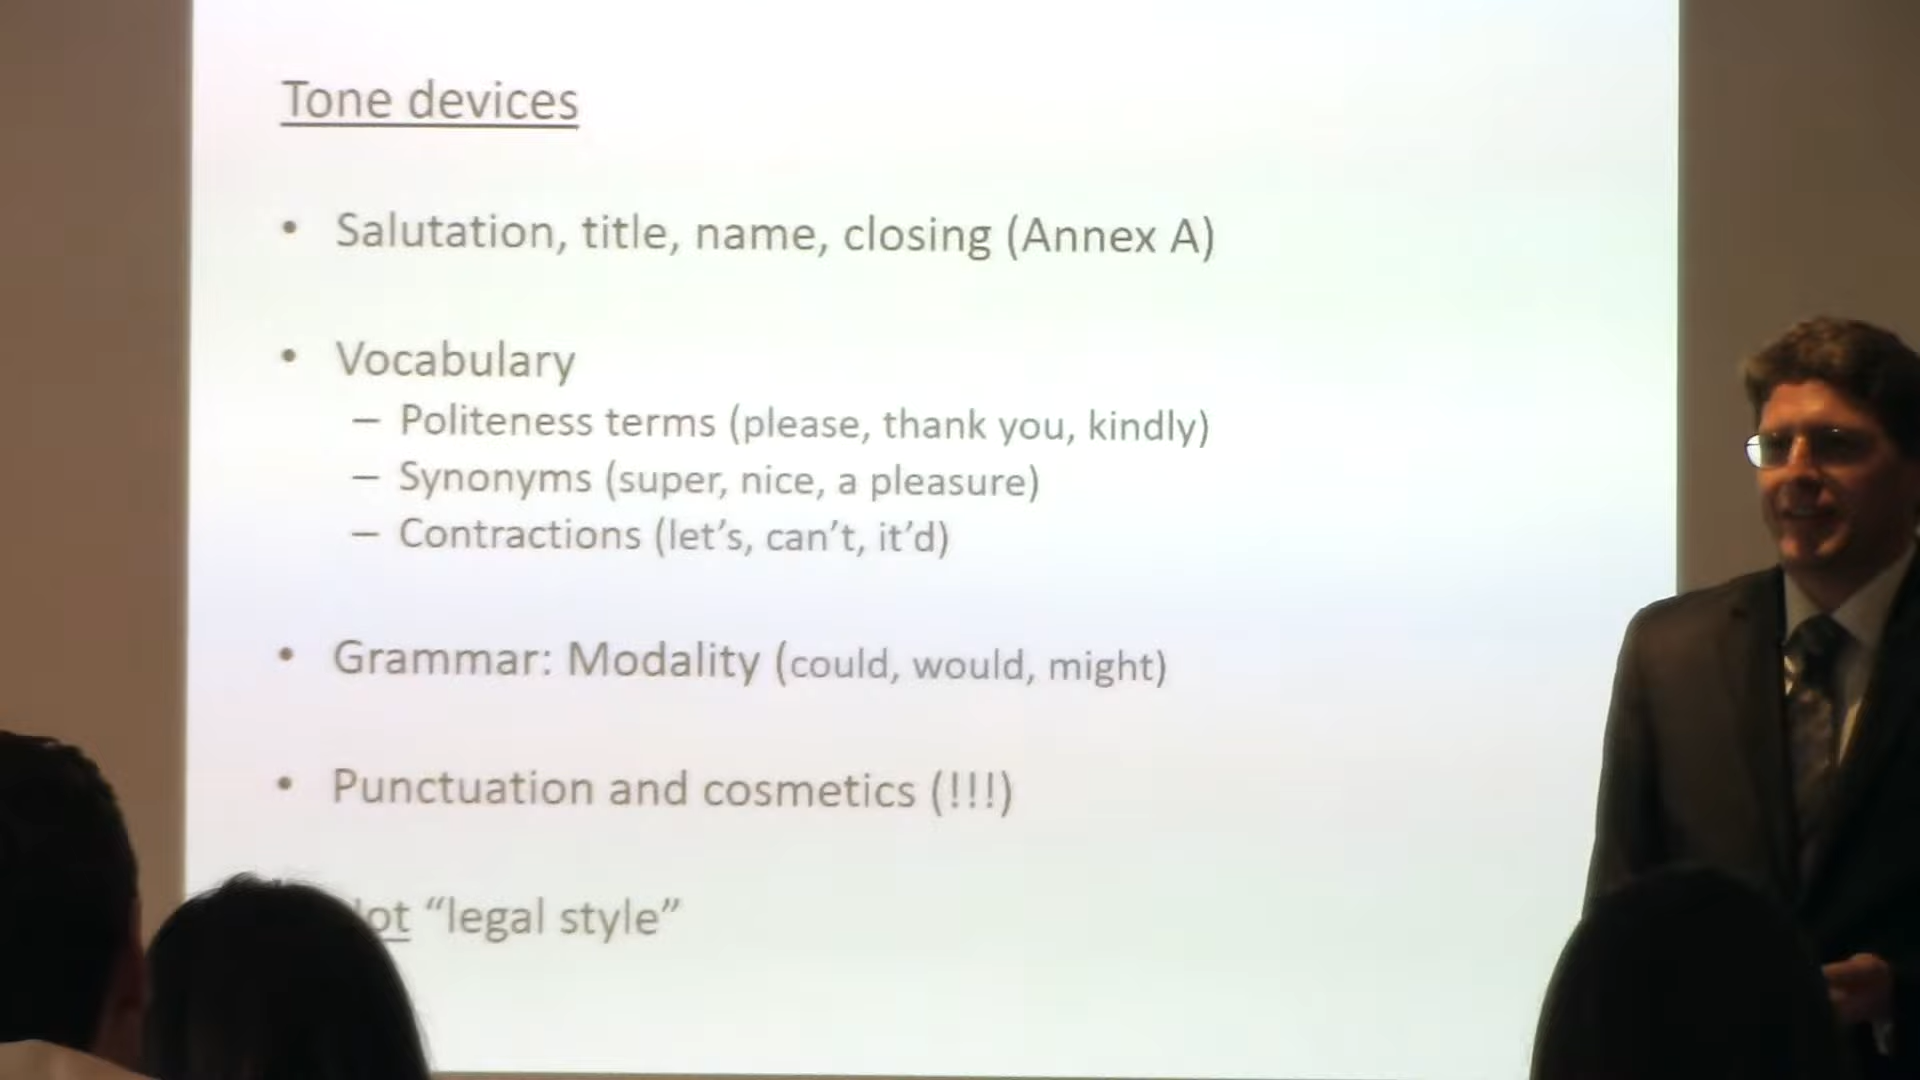 Tone devices
• Salutation, title, name, closing (Annex A)
• Vocabulary
– Politeness terms (please, thank you, kindly)
– Synonyms (super, nice, a pleasure)
– Contractions (let’s, can’t, it’d)
• Grammar: Modality (could, would, might)
• Punctuation and cosmetics (!!!)
“legal style”